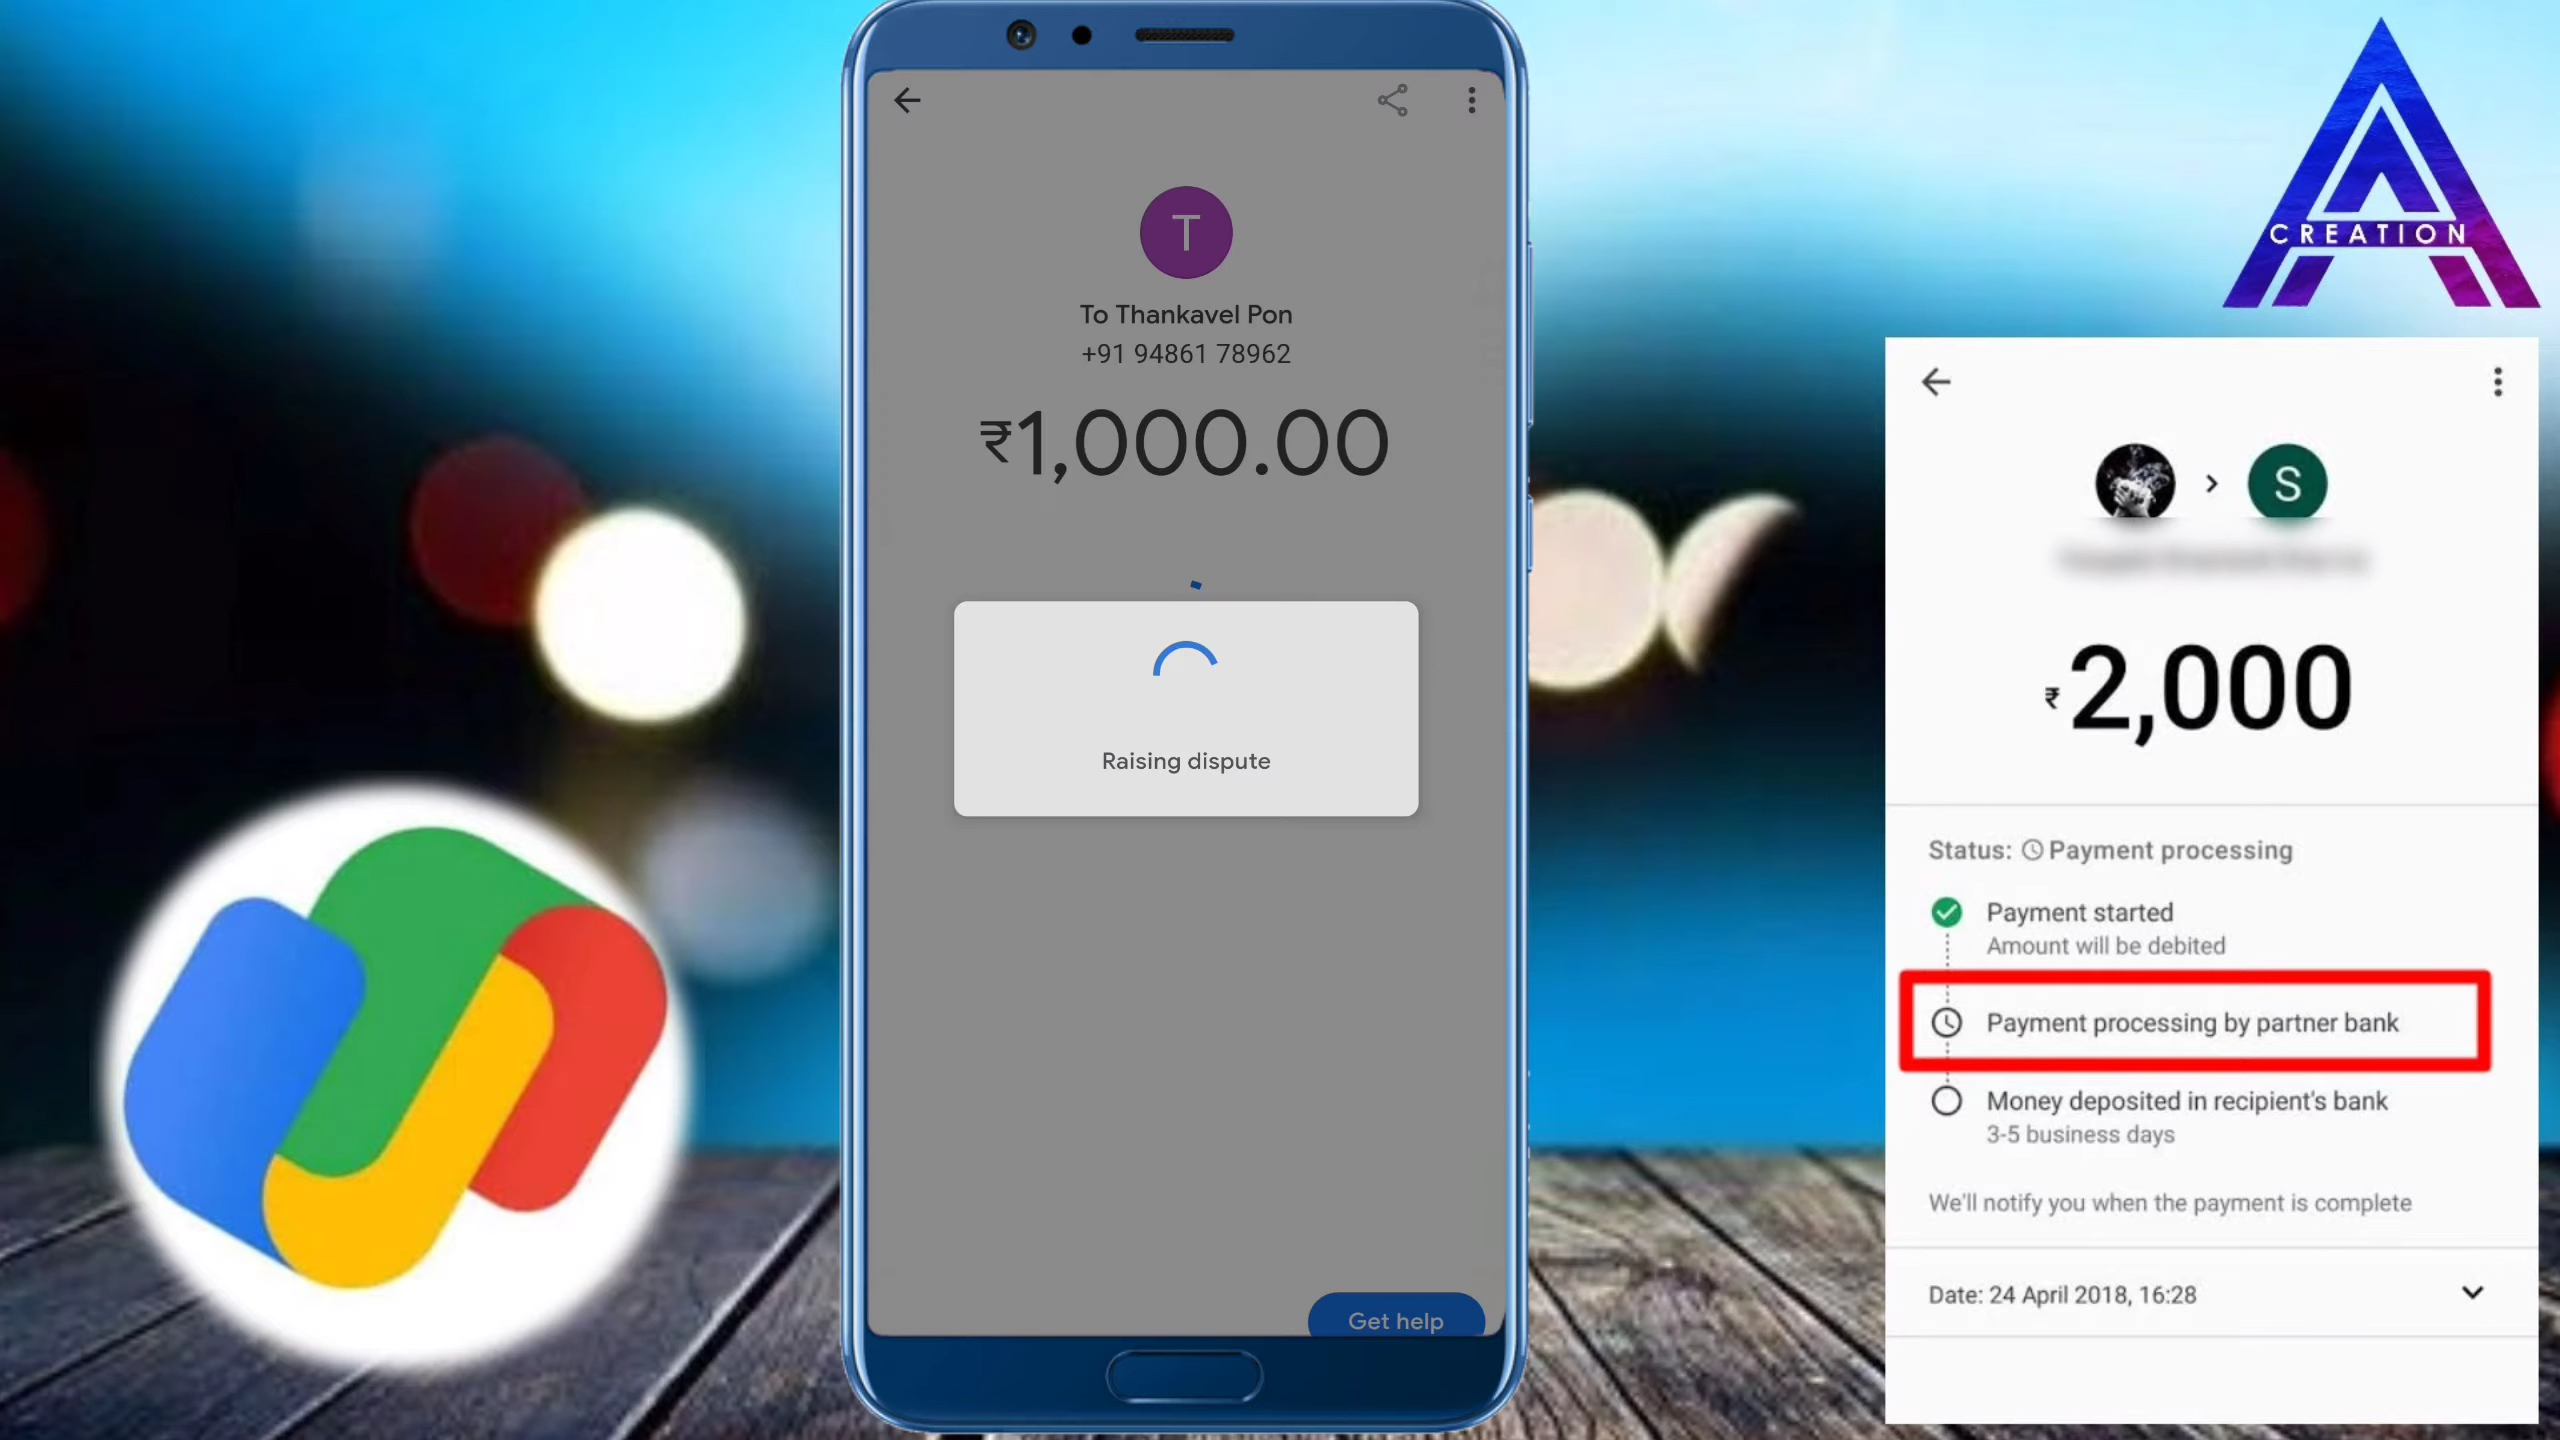 To Thankavel Pon
+91 94861 78962
₹1,000.00
Raising dispute
Get help
CREATION
S
T
₹2,000
Status: Payment processing
Payment started
Amount will be debited
Payment processing by partner bank
Money deposited in recipient's bank
3-5 business days
We'll notify you when the payment is complete
Date: 24 April 2018, 16:28